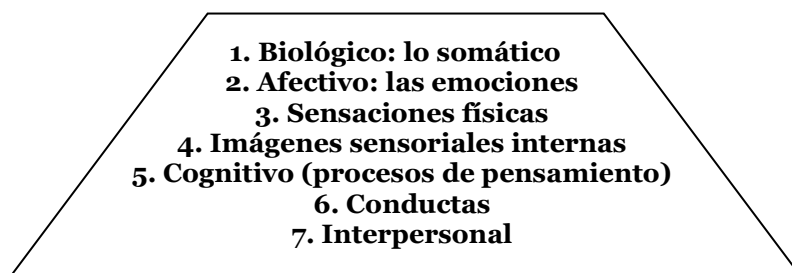 1. Biológico: lo somático
2. Afectivo: las emociones
3. Sensaciones físicas
4. Imágenes sensoriales internas
5. Cognitivo (procesos de pensamiento)
6. Conductas
7. Interpersonal